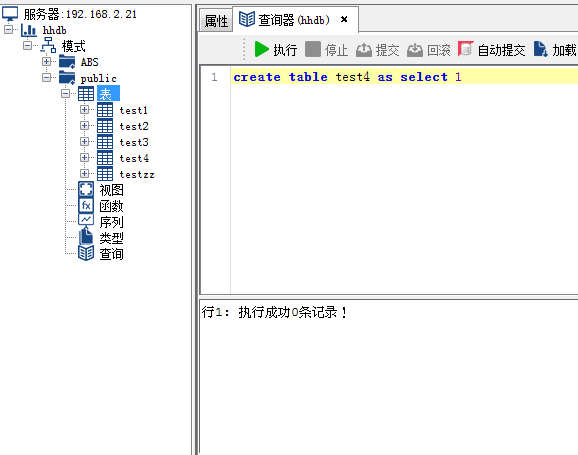 服务器:192.168.2.21
hhdb
模式
ABS
public
表
test1
test2
test3
test4
testzz
视图
fx 函数
序列
类型
查询
属性 查询器(hhdb) ×
执行 停止 提交 回滚 自动提交 加载
1 create table test4 as select 1
行1: 执行成功0条记录！